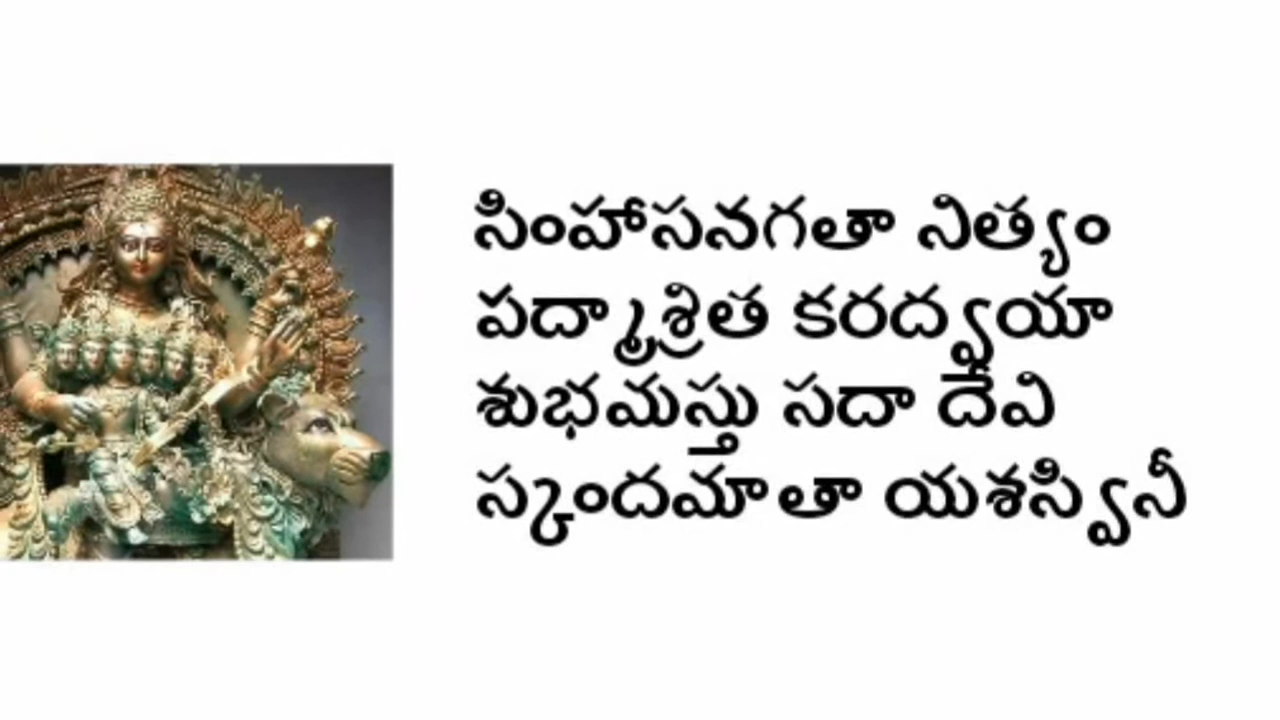 సింహాసనగతా నిత్యం
పద్మాశ్రిత కరద్వయా
శుభమస్తు సదా దేవి
స్కందమాతా యశస్వినీ